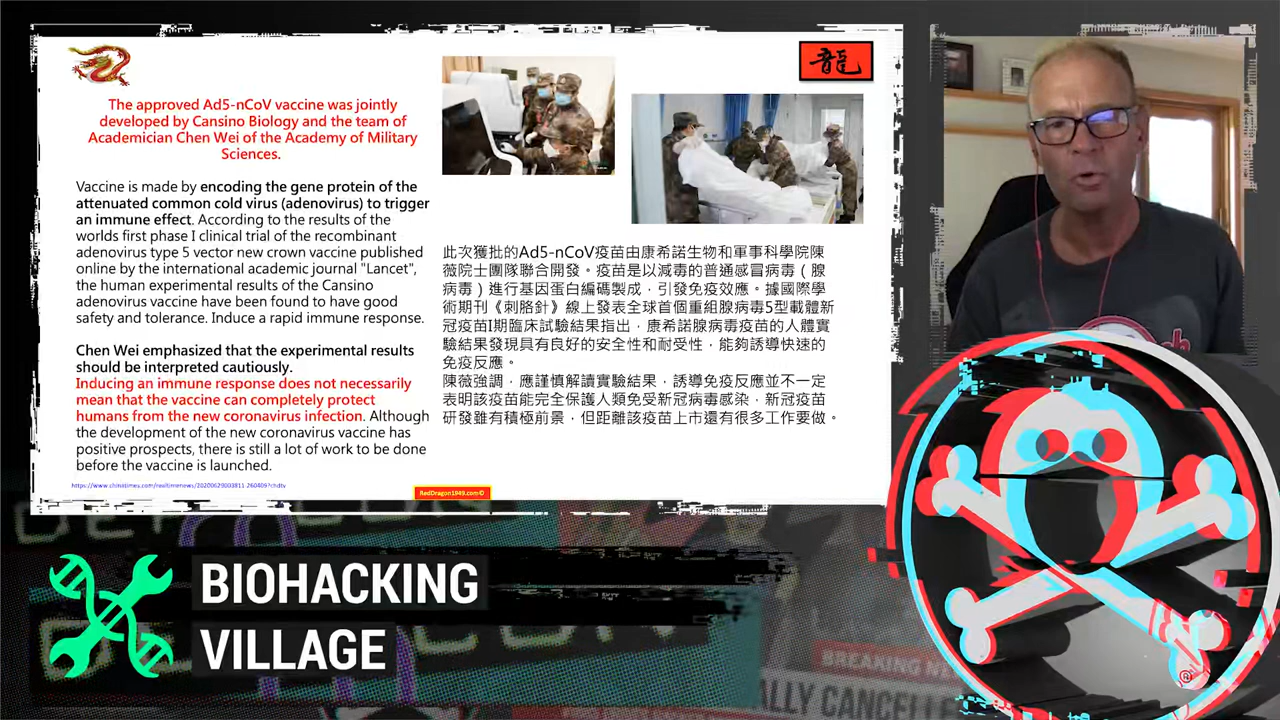 龍
The approved Ad5-nCoV vaccine was jointly
developed by Cansino Biology and the team of
Academician Chen Wei of the Academy of Military
Sciences.
Vaccine is made by encoding the gene protein of the
attenuated common cold virus (adenovirus) to trigger
an immune effect. According to the results of the
worlds first phase I clinical trial of the recombinant
adenovirus type 5 vector new crown vaccine published
online by the international academic journal "Lancet",
the human experimental results of the Cansino
adenovirus vaccine have been found to have good
safety and tolerance. Induce a rapid immune response.
Chen Wei emphasized that the experimental results
should be interpreted cautiously.
Inducing an immune response does not necessarily
mean that the vaccine can completely protect
humans from the new coronavirus infection. Although
the development of the new coronavirus vaccine has
positive prospects, there is still a lot of work to be done
before the vaccine is launched.
此次獲批的Ad5-nCoV疫苗由康希諾生物和軍事科學院陳
薇院士團隊聯合開發。疫苗是以減毒的普通感冒病毒（腺
病毒）進行基因蛋白編碼製成，引發免疫效應。據國際學
術期刊《刺胳針》線上發表全球首個重組腺病毒5型載體新
冠疫苗I期臨床試驗結果指出，康希諾腺病毒疫苗的人體實
驗結果發現具有良好的安全性和耐受性，能夠誘導快速的
免疫反應。
陳薇強調，應謹慎解讀實驗結果，誘導免疫反應並不一定
表明該疫苗能完全保護人類免受新冠病毒感染，新冠疫苗
研發雖有積極前景，但距離該疫苗上市還有很多工作要做。
https://www.chinatimes.com/realtimenews/20200629003811-260409?chdtv
RedDragon1949.com©
BIOHACKING
VILLAGE
BREAKING NE
ALLY CANCELLE
®